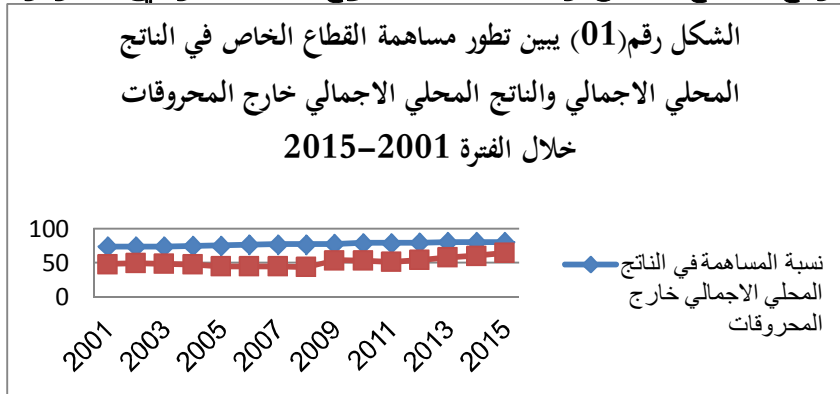 الشكل رقم(01) يبين تطور مساهمة القطاع الخاص في الناتج
المحلي الاجمالي والناتج المحلي الاجمالي خارج المحروقات
خلال الفترة 2001-2015
100
50
0
2001
2003
2005
2007
2009
2011
2013
2015
نسبة المساهمة في الناتج
المحلي الاجمالي خارج
المحروقات